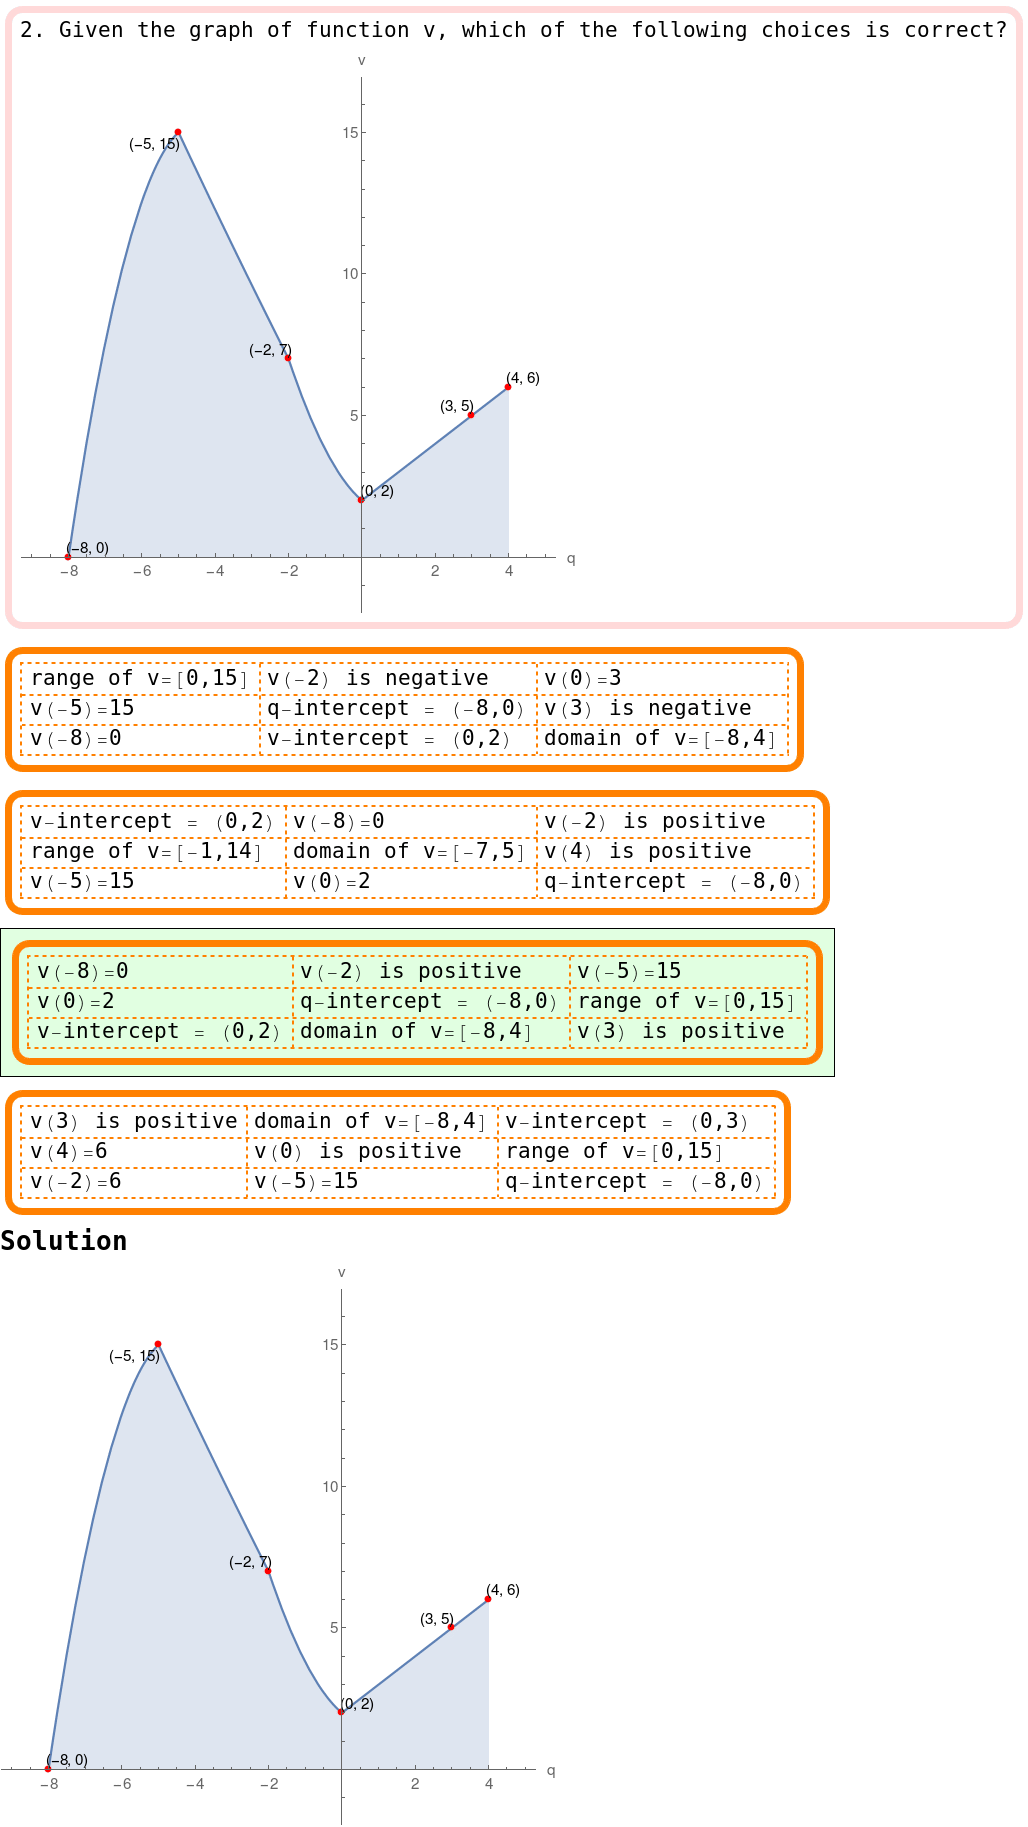 2. Given the graph of function v, which of the following choices is correct?
v
15
(−5, 15)
10
(−2, 7)
(4, 6)
5
(3, 5)
(0, 2)
(−8, 0)
q
−8 −6 −4 −2 2 4
range of v=[0,15] v(-2) is negative v(0)=3
v(-5)=15 q-intercept = (-8,0) v(3) is negative
v(-8)=0 v-intercept = (0,2) domain of v=[-8,4]
v-intercept = (0,2) v(-8)=0 v(-2) is positive
range of v=[-1,14] domain of v=[-7,5] v(4) is positive
v(-5)=15 v(0)=2 q-intercept = (-8,0)
v(-8)=0 v(-2) is positive v(-5)=15
v(0)=2 q-intercept = (-8,0) range of v=[0,15]
v-intercept = (0,2) domain of v=[-8,4] v(3) is positive
v(3) is positive domain of v=[-8,4] v-intercept = (0,3)
v(4)=6 v(0) is positive range of v=[0,15]
v(-2)=6 v(-5)=15 q-intercept = (-8,0)
Solution
v
15
(−5, 15)
10
(−2, 7)
(4, 6)
5
(3, 5)
(0, 2)
(−8, 0)
q
−8 −6 −4 −2 2 4